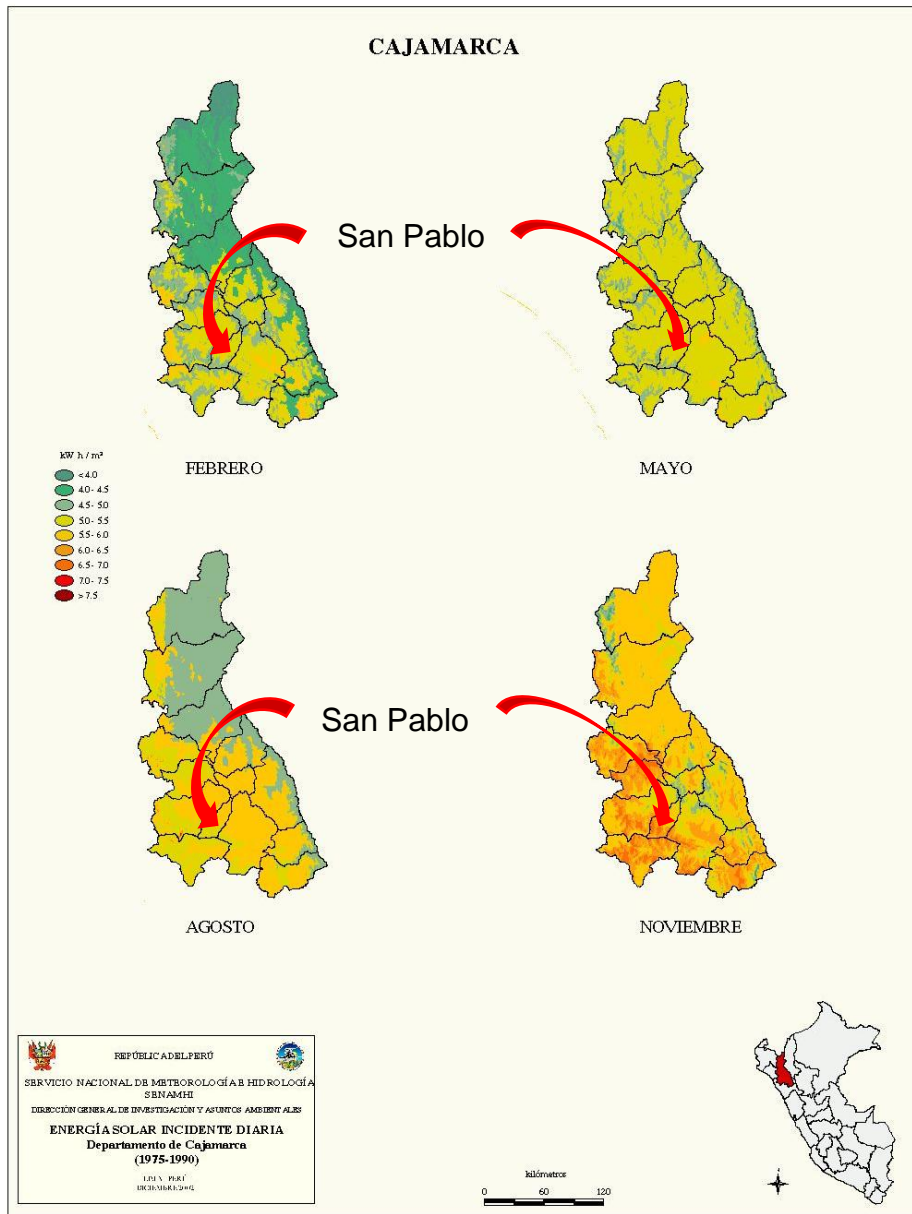 CAJAMARCA
San Pablo
FEBRERO
MAYO
kW h / m²
< 4.0
4.0 - 4.5
4.5 - 5.0
5.0 - 5.5
5.5 - 6.0
6.0 - 6.5
6.5 - 7.0
7.0 - 7.5
> 7.5
San Pablo
AGOSTO
NOVIEMBRE
REPÚBLICA DEL PERÚ
SERVICIO NACIONAL DE METEOROLOGÍA E HIDROLOGÍA
SENAMHI
DIRECCIÓN GENERAL DE INVESTIGACIÓN Y ASUNTOS AMBIENTALES
ENERGÍA SOLAR INCIDENTE DIARIA
Departamento de Cajamarca
(1975-1990)
LIMA - PERÚ
kilómetros
0 60 120